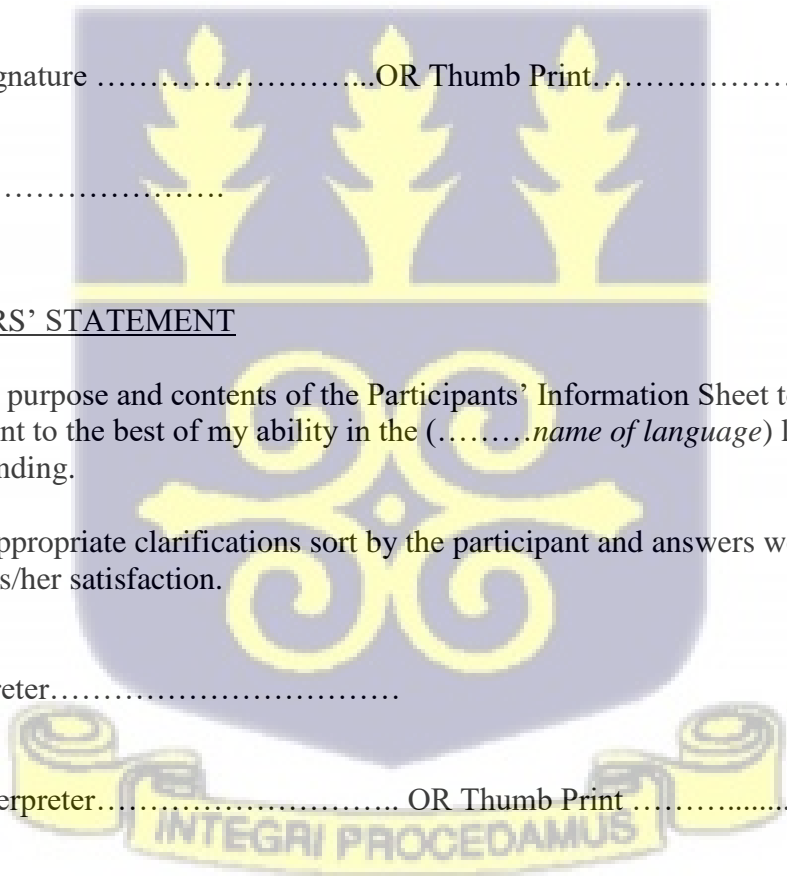 gnature ……………………..OR Thumb Print…………………
………………….
RS’ STATEMENT
purpose and contents of the Participants’ Information Sheet t
nt to the best of my ability in the (………name of language) l
nding.
ppropriate clarifications sort by the participant and answers w
s/her satisfaction.
reter……………………………
erpreter……………………….. OR Thumb Print ………........
INTEGRI PROCEDAMUS